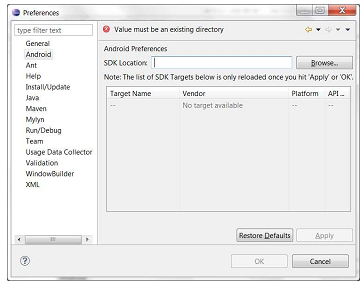 Preferences
type filter text
Value must be an existing directory
General
Android
Ant
Help
Install/Update
Java
Maven
Mylyn
Run/Debug
Team
Usage Data Collector
Validation
WindowBuilder
XML
Android Preferences
SDK Location:
Browse...
Note: The list of SDK Targets below is only reloaded once you hit 'Apply' or 'OK'.
Target Name Vendor Platform API ...
-- No target available -- --
Restore Defaults Apply
OK Cancel